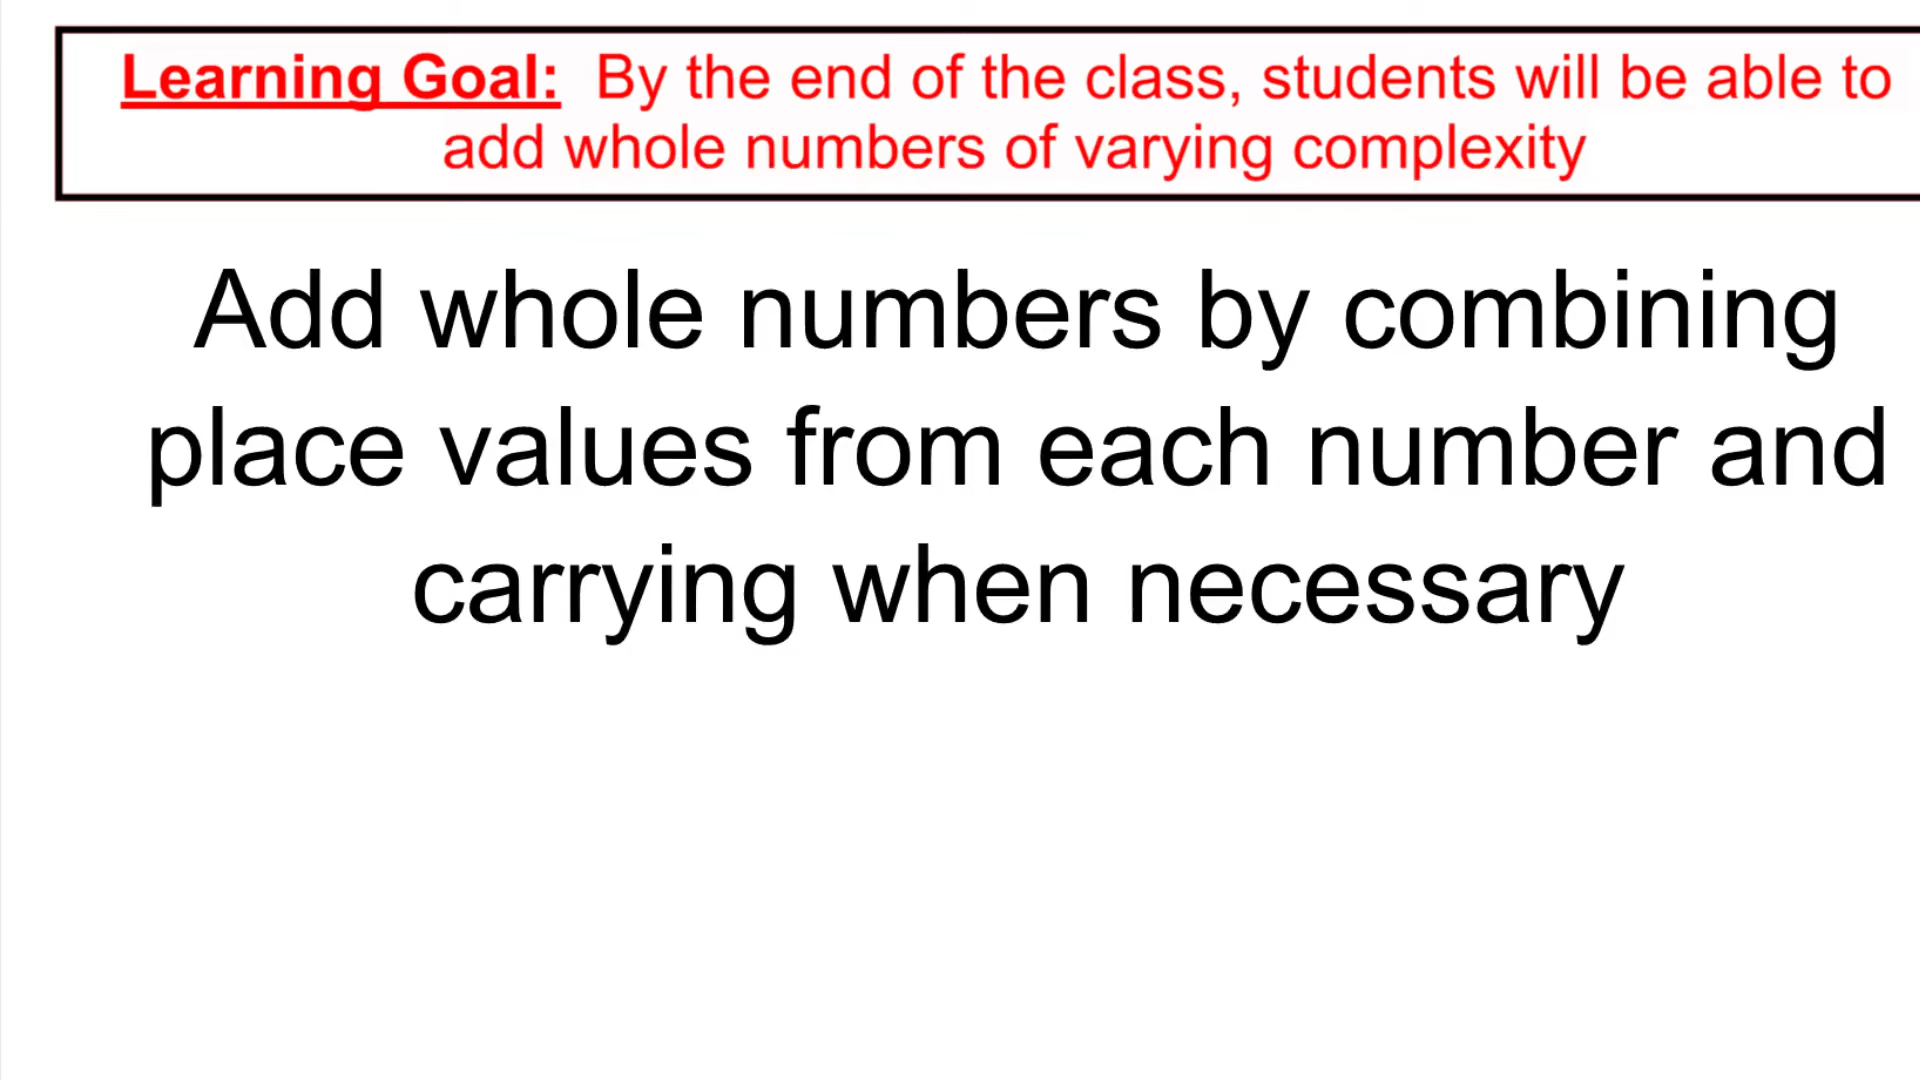 Learning Goal: By the end of the class, students will be able to
add whole numbers of varying complexity
Add whole numbers by combining
place values from each number and
carrying when necessary